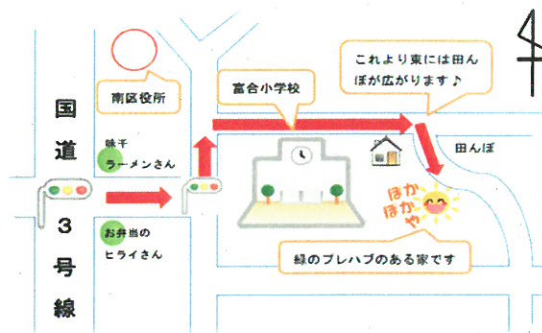 南区役所
富合小学校
これより東には田ん
ぼが広がります♪
国道3号線
味千
ラーメンさん
田んぼ
お弁当の
ヒライさん
ほか
ほか
や
緑のプレハブのある家です